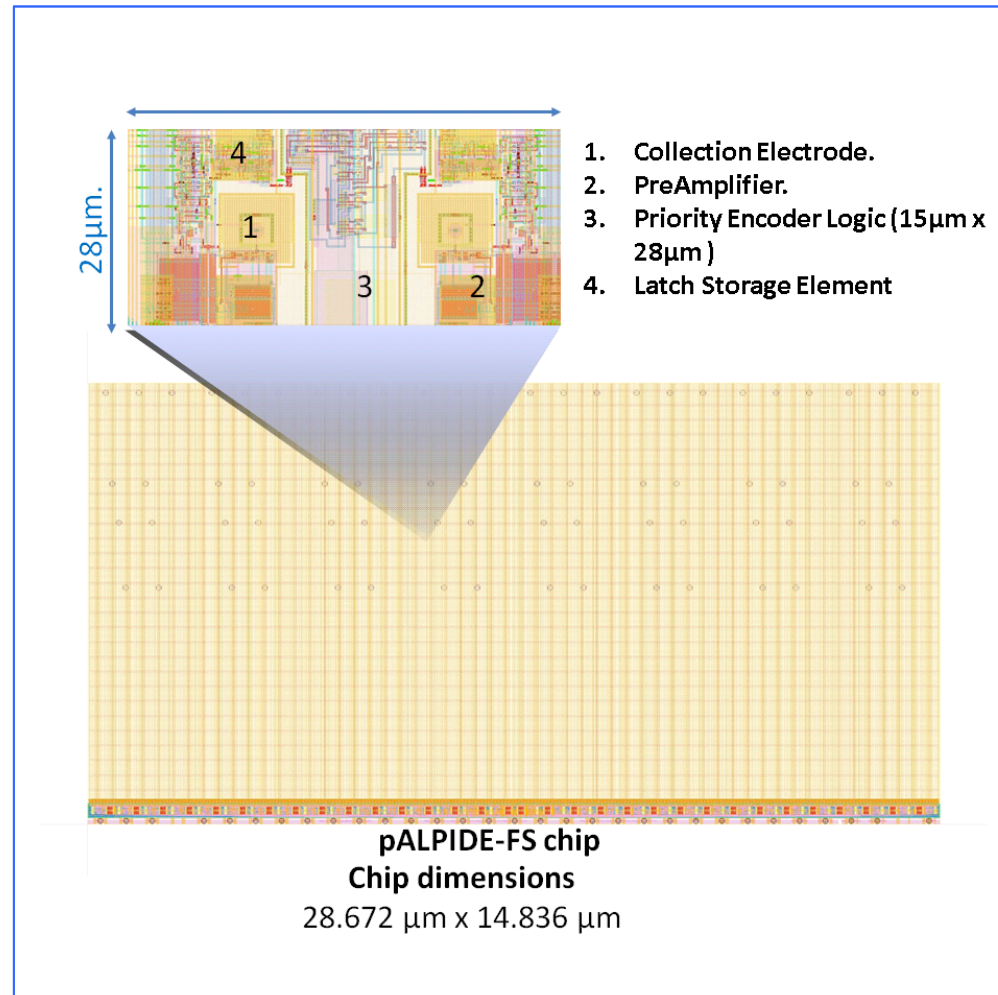 4
1
3
2
28µm.
1. Collection Electrode.
2. PreAmplifier.
3. Priority Encoder Logic (15µm x
28µm )
4. Latch Storage Element
pALPIDE-FS chip
Chip dimensions
28.672 µm x 14.836 µm